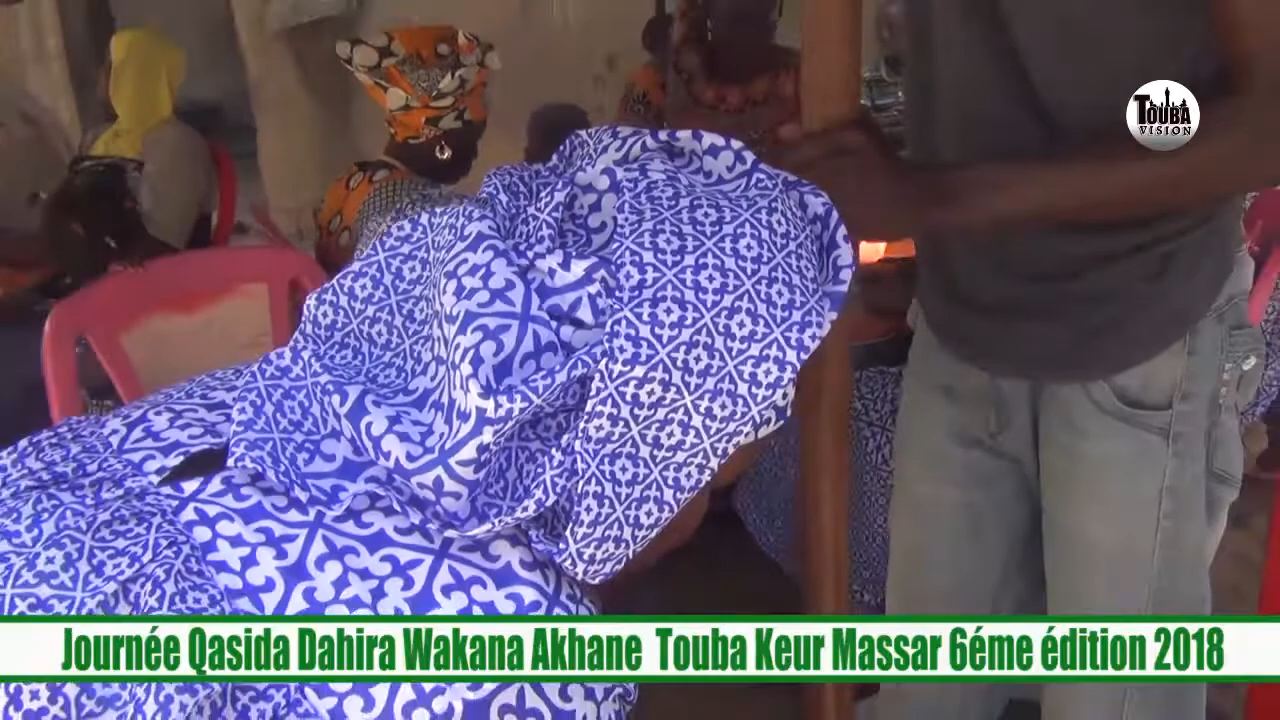 TOUBA
VISION
Journée Qasida Dahira Wakana Akhane Touba Keur Massar 6éme édition 2018